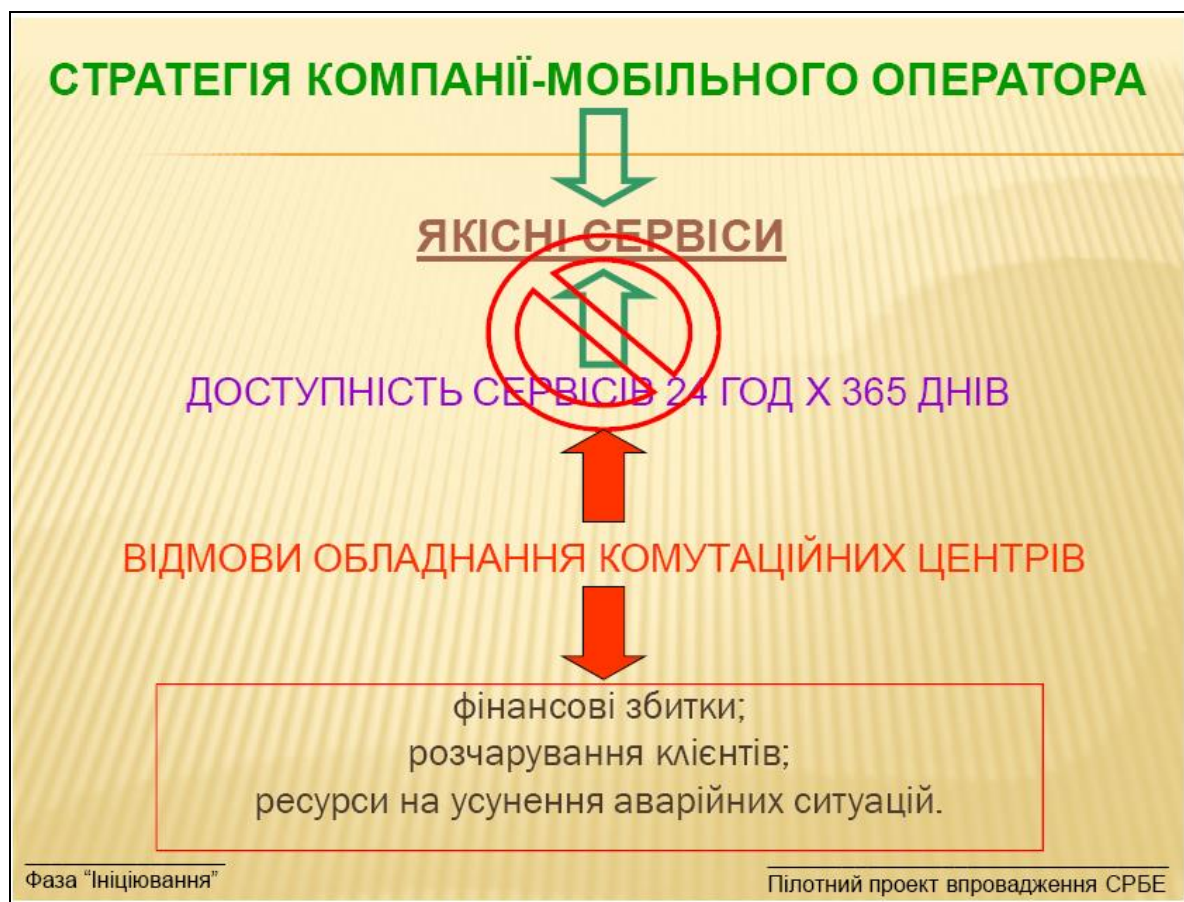 СТРАТЕГІЯ КОМПАНІЇ-МОБІЛЬНОГО ОПЕРАТОРА
ЯКІСНІ СЕРВІСИ
ДОСТУПНІСТЬ СЕРВІСІВ 24 ГОД Х 365 ДНІВ
ВІДМОВИ ОБЛАДНАННЯ КОМУТАЦІЙНИХ ЦЕНТРІВ
фінансові збитки;
розчарування клієнтів;
ресурси на усунення аварійних ситуацій.
Фаза “Ініціювання”
Пілотний проект впровадження СРБЕ